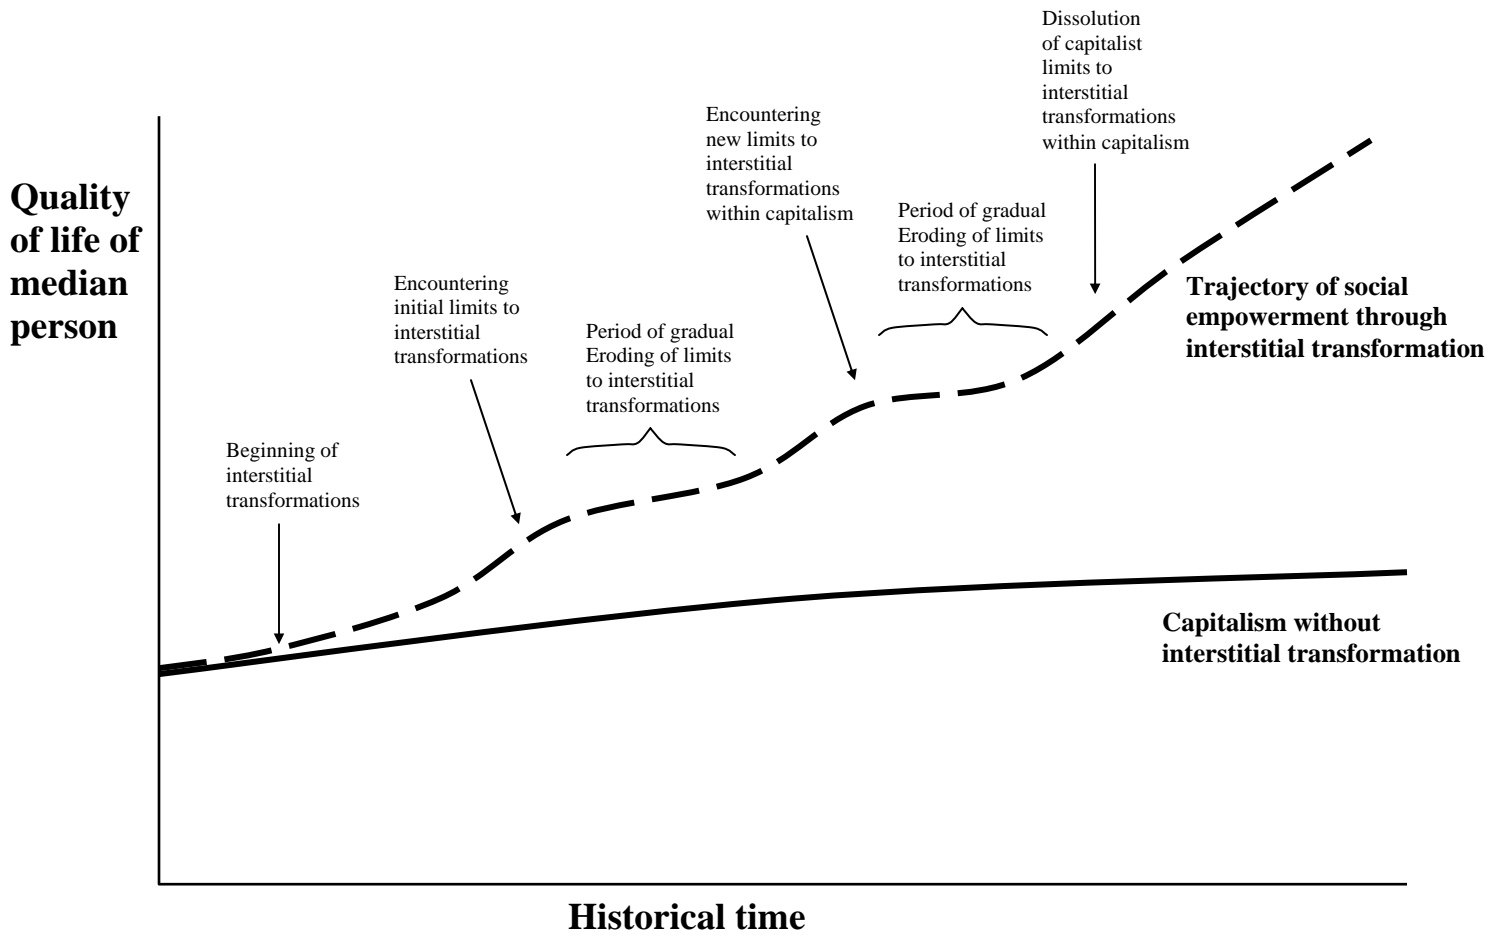 Dissolution
of capitalist
limits to
interstitial
transformations
within capitalism
Encountering
new limits to
interstitial
transformations
within capitalism
Quality
of life of
median
person
Period of gradual
Eroding of limits
to interstitial
transformations
Encountering
initial limits to
interstitial
transformations
Trajectory of social
empowerment through
interstitial transformation
Period of gradual
Eroding of limits
to interstitial
transformations
Beginning of
interstitial
transformations
Capitalism without
interstitial transformation
Historical time